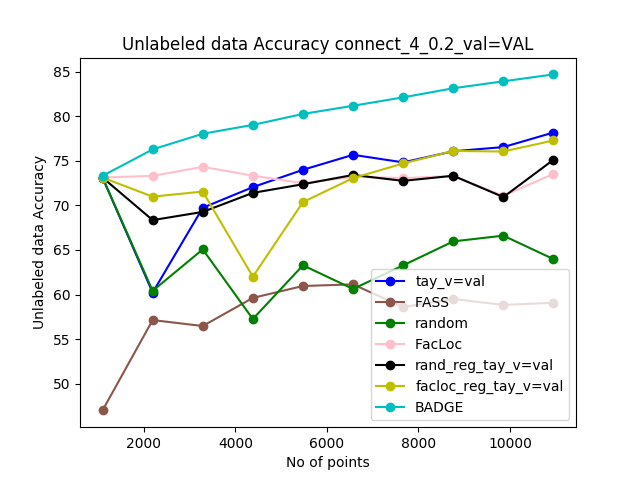 Unlabeled data Accuracy connect_4_0.2_val=VAL
Unlabeled data Accuracy
85
80
75
70
65
60
55
50
tay_v=val
FASS
random
FacLoc
rand_reg_tay_v=val
facloc_reg_tay_v=val
BADGE
2000 4000 6000 8000 10000
No of points